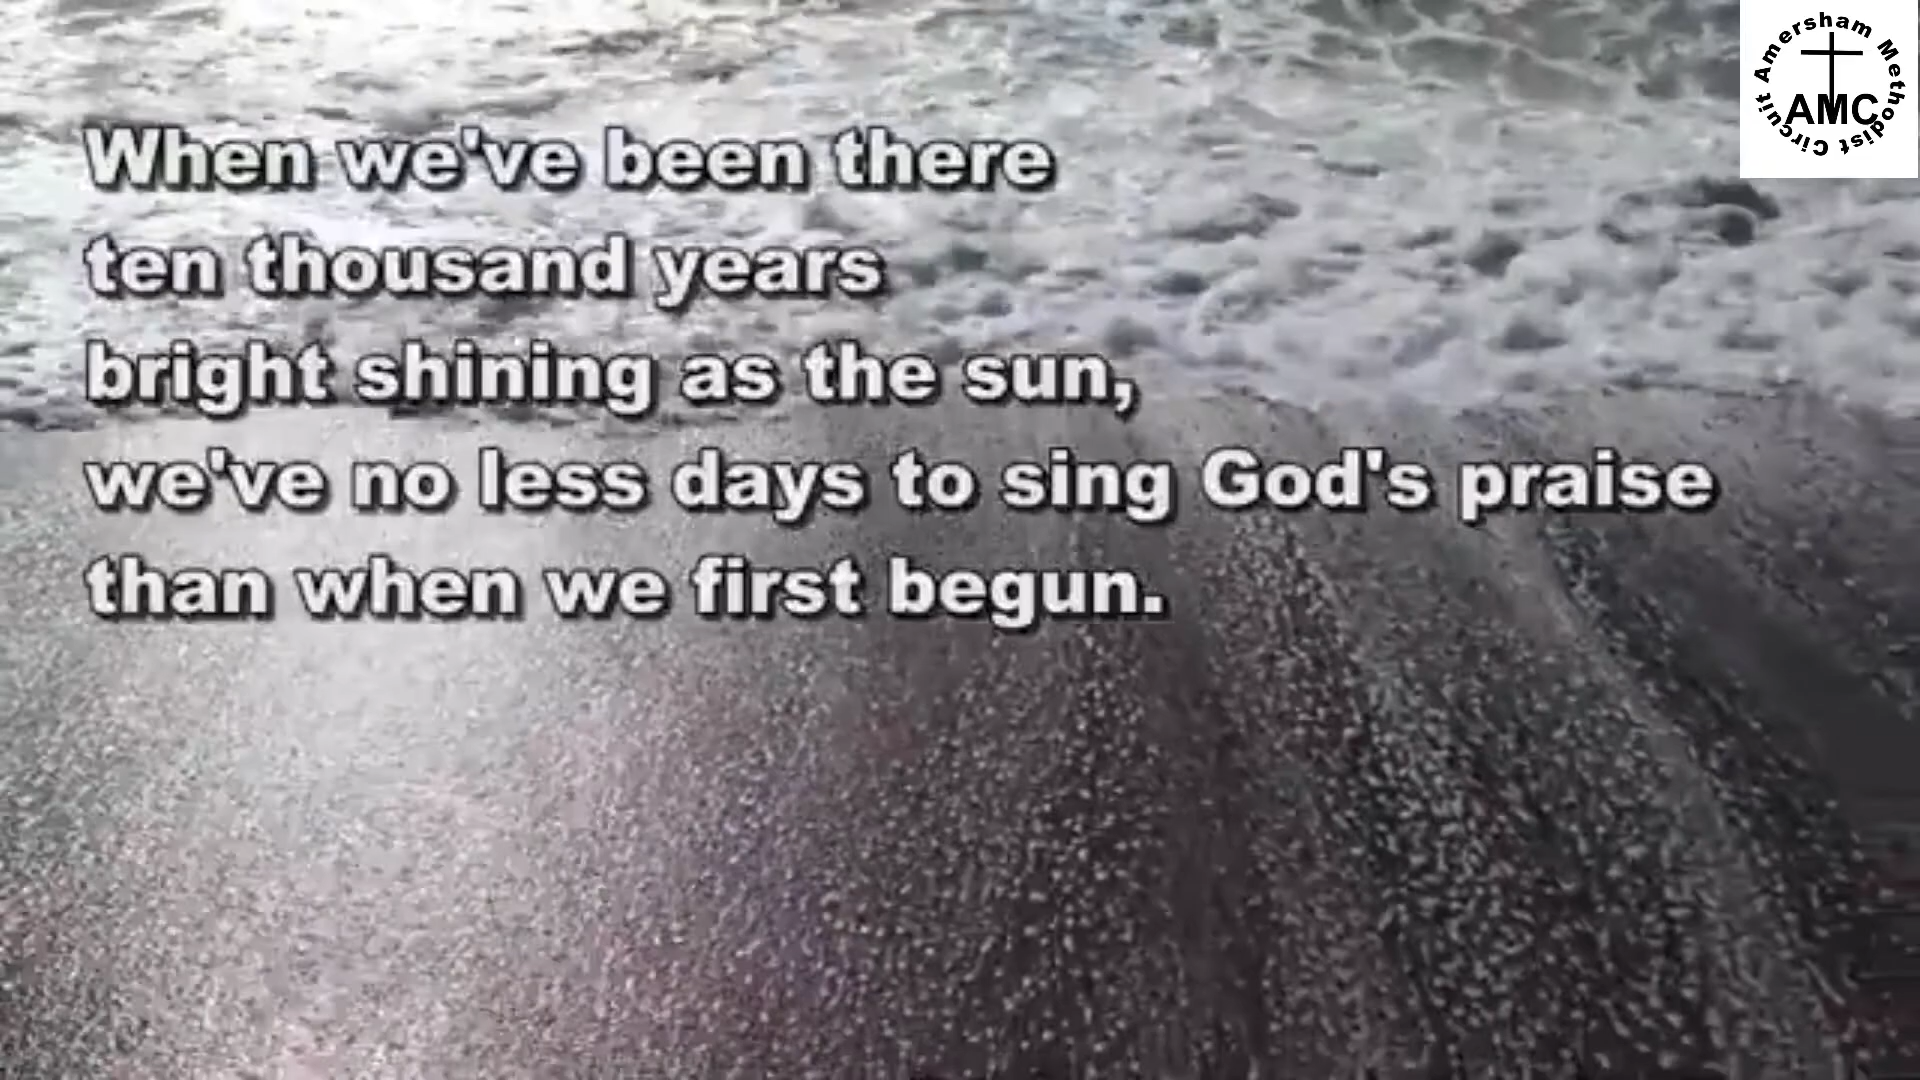 When we've been there
ten thousand years
bright shining as the sun,
we've no less days to sing God's praise
than when we first begun.
Amersham Methodist Circuit
AMC